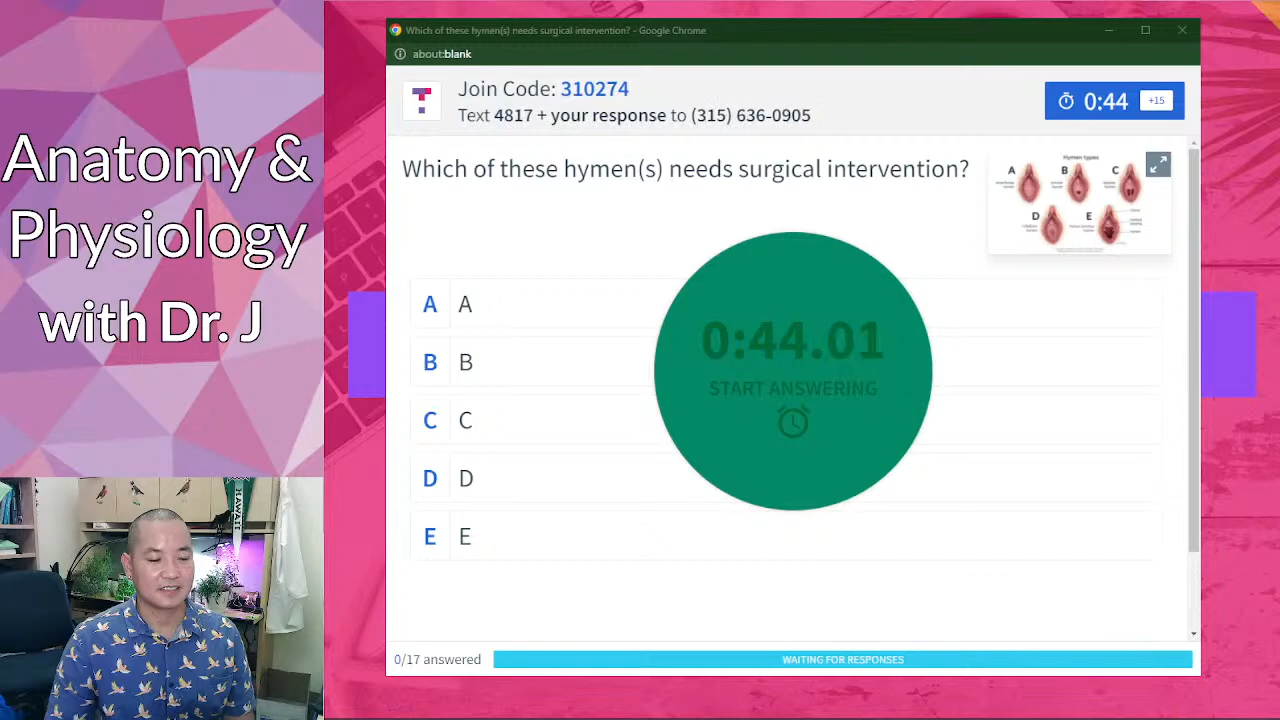 Anatomy &
Physiology
with Dr. J
Which of these hymen(s) needs surgical intervention? - Google Chrome
about:blank
Join Code: 310274
Text 4817 + your response to (315) 636-0905
0:44 +15
Which of these hymen(s) needs surgical intervention?
Hymen types
A B C
D E
0:44.01
START ANSWERING
A A
B B
C C
D D
E E
0/17 answered
WAITING FOR RESPONSES
HAWAII